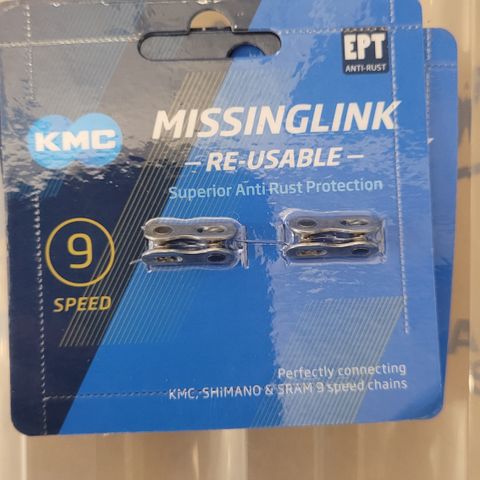 EPT
ANTI-RUST
KMC
MISSINGLINK
– RE-USABLE –
Superior Anti Rust Protection
9
SPEED
Perfectly connecting
KMC, SHiMANO & SRAM 9 speed chains